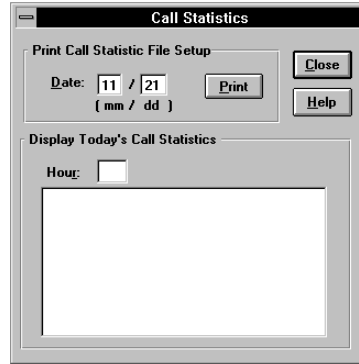 Call Statistics
Print Call Statistic File Setup
Date: 11 / 21
( mm / dd )
Print
Close
Help
Display Today's Call Statistics
Hour: